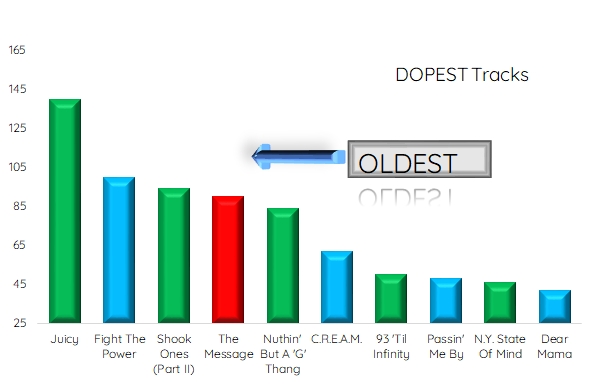 DOPEST Tracks
165
145
125
105
85
65
45
25
OLDEST
Juicy
Fight The
Power
Shook
Ones
(Part II)
The
Message
Nuthin'
But A 'G'
Thang
C.R.E.A.M.
93 'Til
Infinity
Passin'
Me By
N.Y. State
Of Mind
Dear
Mama